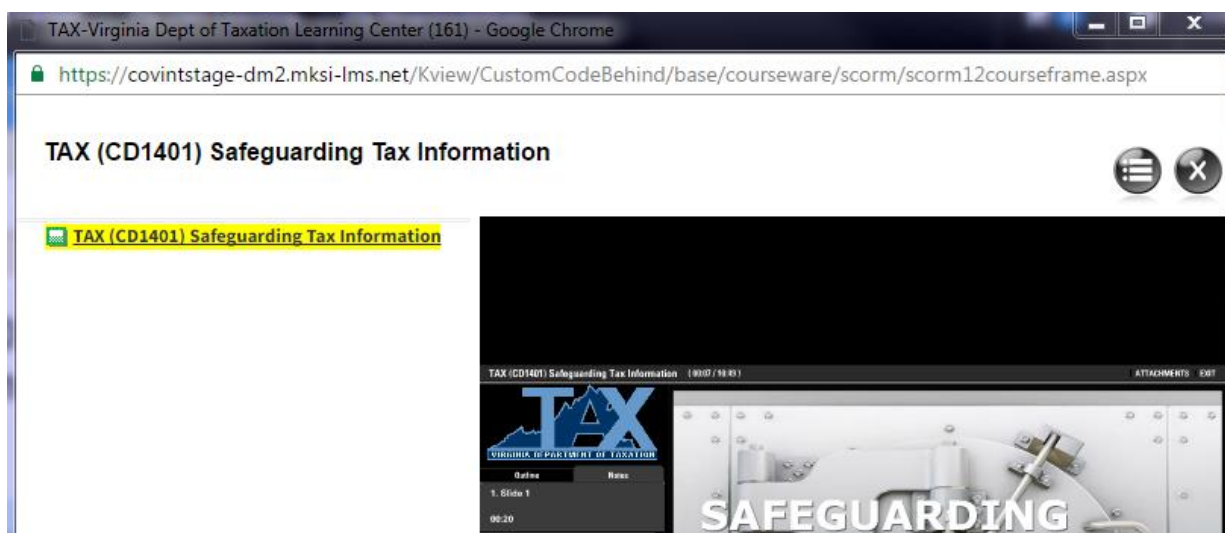 TAX-Virginia Dept of Taxation Learning Center (161) - Google Chrome
https://covintstage-dm2.mksi-lms.net/Kview/CustomCodeBehind/base/courseware/scorm/scorm12courseframe.aspx
TAX (CD1401) Safeguarding Tax Information
TAX (CD1401) Safeguarding Tax Information
TAX (CD1401) Safeguarding Tax Information ATTACHMENTS EXIT
TAX
VIRGINIA DEPARTMENT OF TAXATION
Outline Notes
1. Slide 1
00:20
SAFEGUARDING